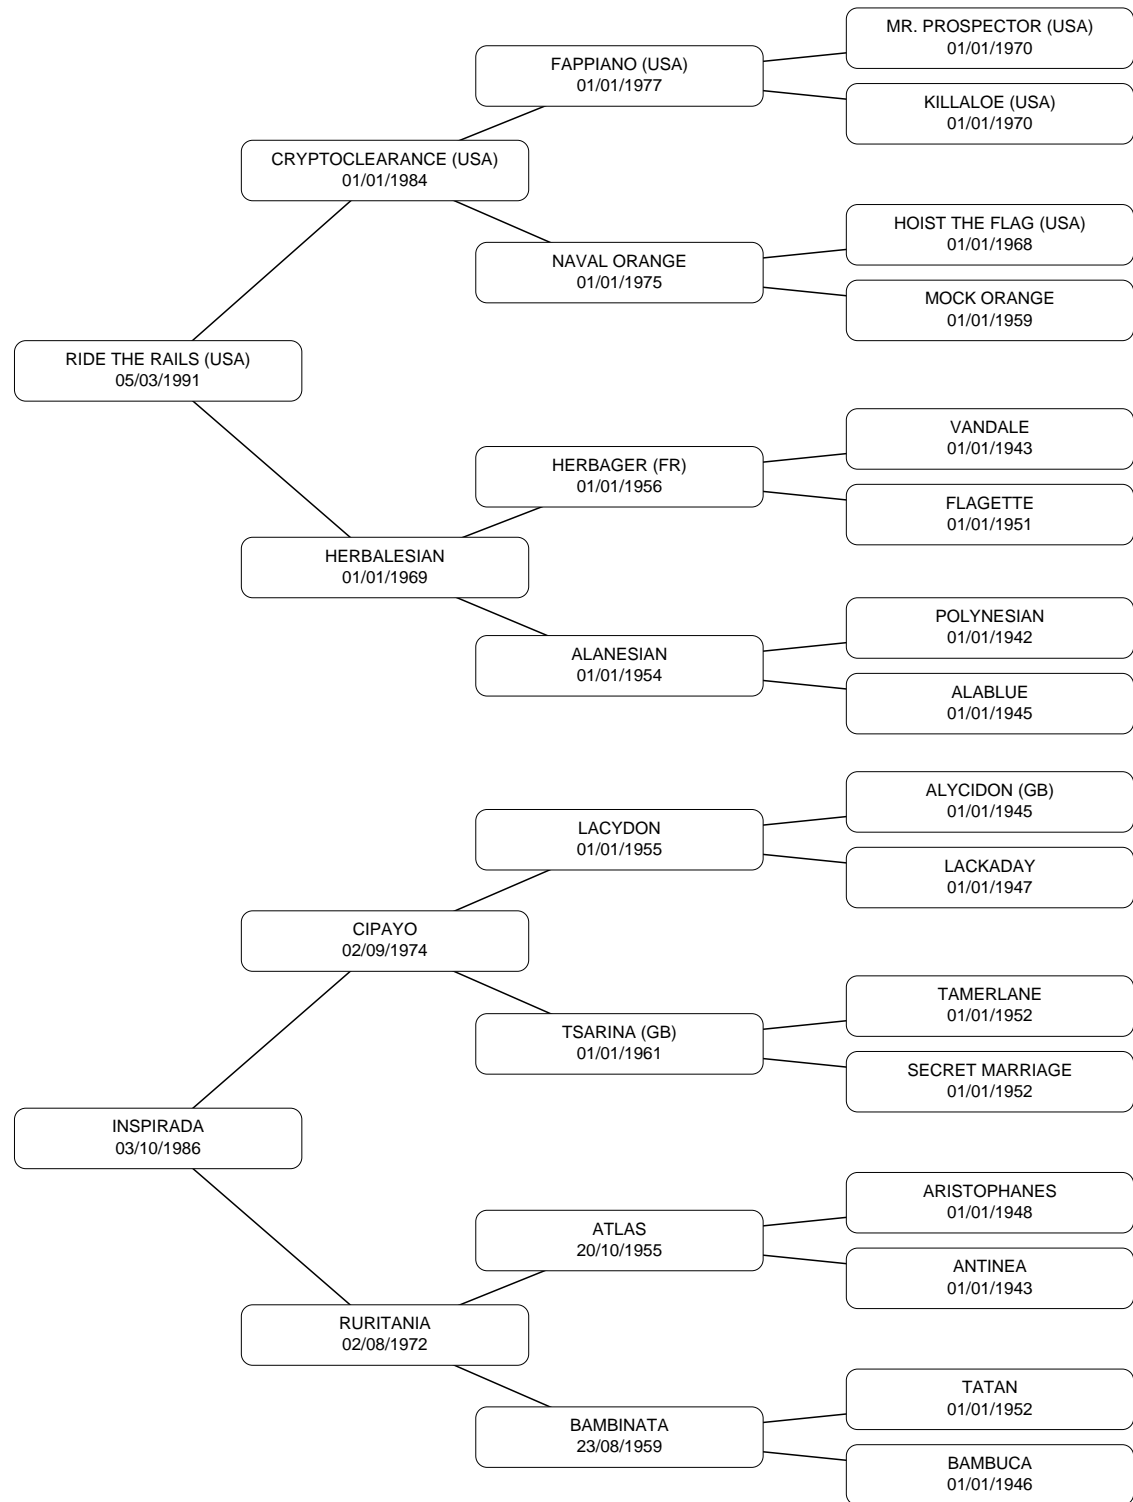 MR. PROSPECTOR (USA)
01/01/1970
FAPPIANO (USA)
01/01/1977
KILLALOE (USA)
01/01/1970
CRYPTOCLEARANCE (USA)
01/01/1984
HOIST THE FLAG (USA)
01/01/1968
NAVAL ORANGE
01/01/1975
MOCK ORANGE
01/01/1959
RIDE THE RAILS (USA)
05/03/1991
VANDALE
01/01/1943
HERBAGER (FR)
01/01/1956
FLAGETTE
01/01/1951
HERBALESIAN
01/01/1969
POLYNESIAN
01/01/1942
ALANESIAN
01/01/1954
ALABLUE
01/01/1945
ALYCIDON (GB)
01/01/1945
LACYDON
01/01/1955
LACKADAY
01/01/1947
CIPAYO
02/09/1974
TAMERLANE
01/01/1952
TSARINA (GB)
01/01/1961
SECRET MARRIAGE
01/01/1952
INSPIRADA
03/10/1986
ARISTOPHANES
01/01/1948
ATLAS
20/10/1955
ANTINEA
01/01/1943
RURITANIA
02/08/1972
TATAN
01/01/1952
BAMBINATA
23/08/1959
BAMBUCA
01/01/1946